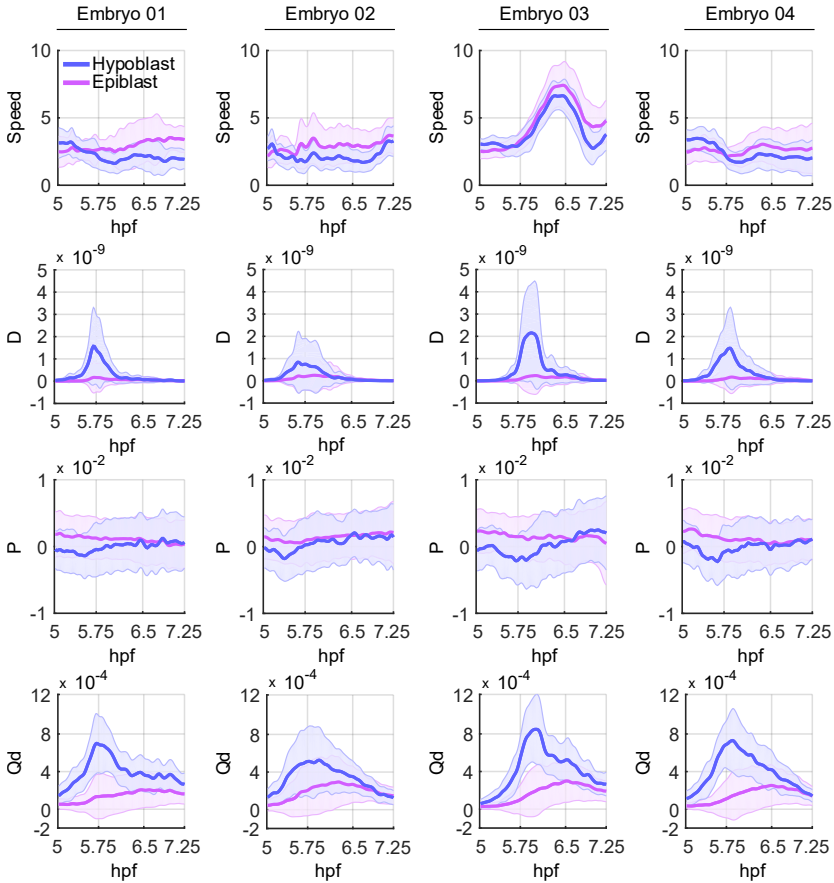 Embryo 01 Embryo 02 Embryo 03 Embryo 04
Speed 10 5 0 Hypoblast Epiblast 5 5.75 6.5 7.25 hpf
Speed 10 5 0 5 5.75 6.5 7.25 hpf
Speed 10 5 0 5 5.75 6.5 7.25 hpf
Speed 10 5 0 5 5.75 6.5 7.25 hpf
x 10-9 D 5 4 3 2 1 0 -1 5 5.75 6.5 7.25 hpf
x 10-9 D 5 4 3 2 1 0 -1 5 5.75 6.5 7.25 hpf
x 10-9 D 5 4 3 2 1 0 -1 5 5.75 6.5 7.25 hpf
x 10-9 D 5 4 3 2 1 0 -1 5 5.75 6.5 7.25 hpf
x 10-2 P 1 0 -1 5 5.75 6.5 7.25 hpf
x 10-2 P 1 0 -1 5 5.75 6.5 7.25 hpf
x 10-2 P 1 0 -1 5 5.75 6.5 7.25 hpf
x 10-2 P 1 0 -1 5 5.75 6.5 7.25 hpf
x 10-4 Qd 12 8 4 0 -2 5 5.75 6.5 7.25 hpf
x 10-4 Qd 12 8 4 0 -2 5 5.75 6.5 7.25 hpf
x 10-4 Qd 12 8 4 0 -2 5 5.75 6.5 7.25 hpf
x 10-4 Qd 12 8 4 0 -2 5 5.75 6.5 7.25 hpf